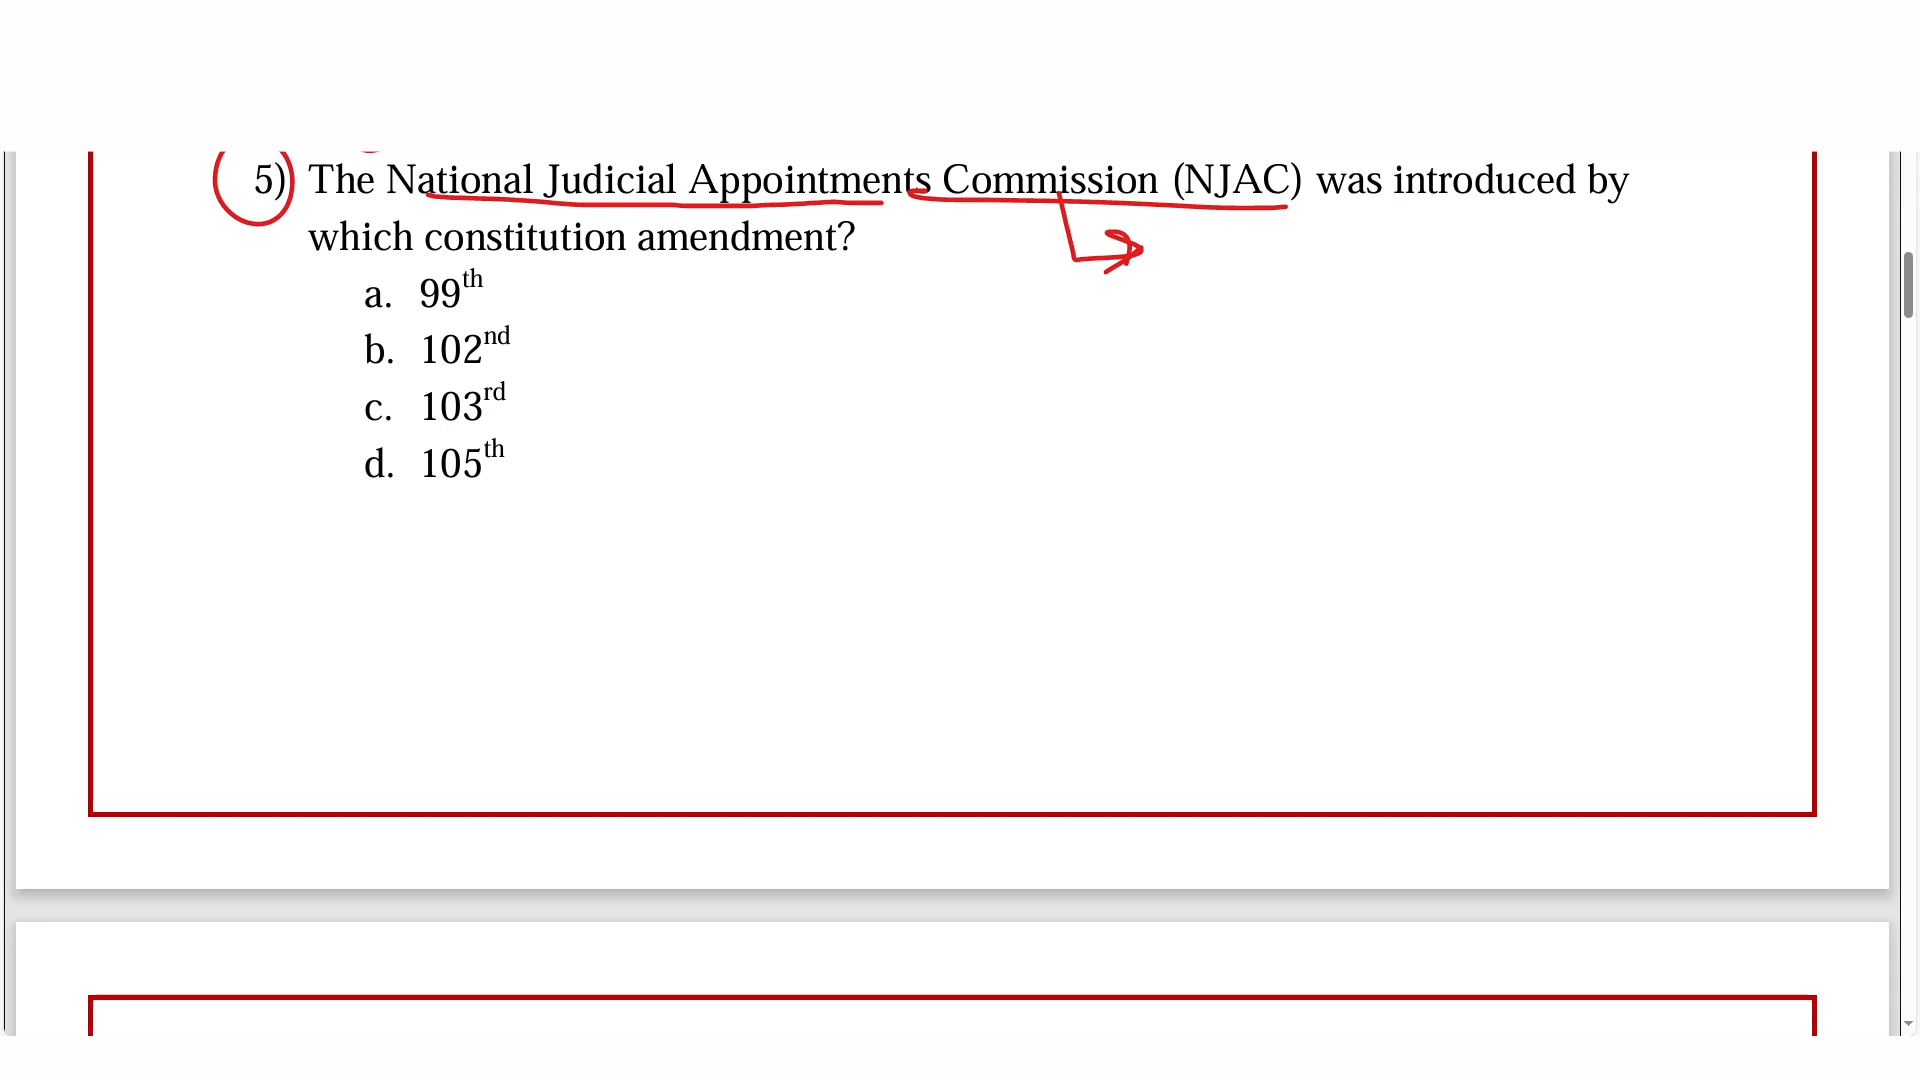 5) The National Judicial Appointments Commission (NJAC) was introduced by
which constitution amendment?
a. 99th
b. 102nd
c. 103rd
d. 105th